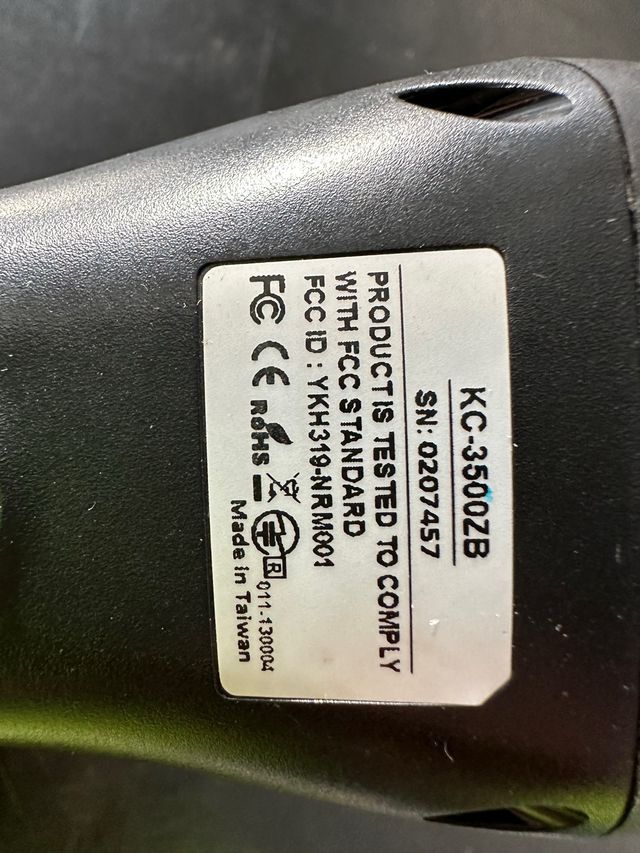 KC-3500ZB
SN: 0207457
PRODUCT IS TESTED TO COMPLY
WITH FCC STANDARD
FCC ID : YKH319-NRM001
FC CE RoHS R 011-130004
Made in Taiwan